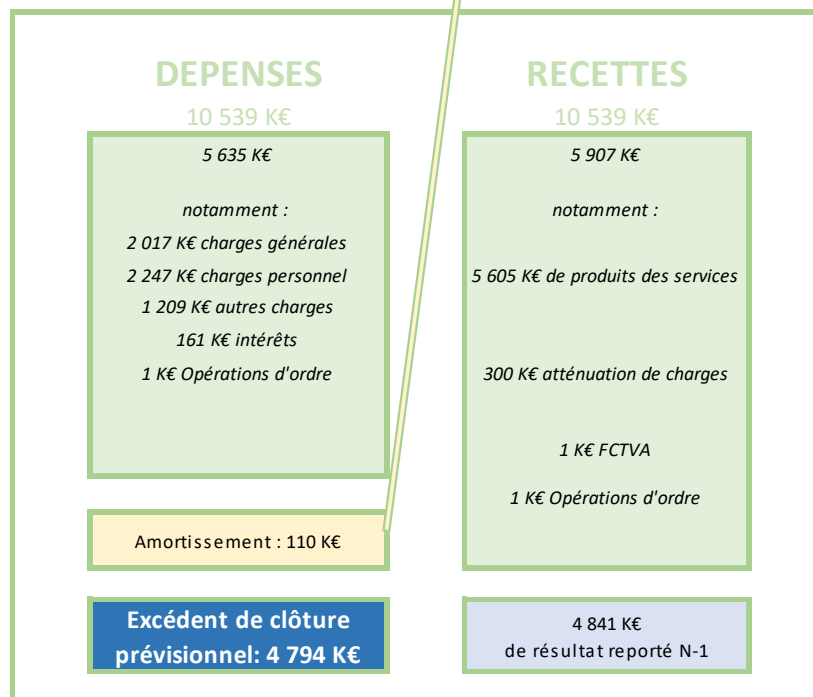 DEPENSES
10 539 K€
5 635 K€
notamment :
2 017 K€ charges générales
2 247 K€ charges personnel
1 209 K€ autres charges
161 K€ intérêts
1 K€ Opérations d'ordre
Amortissement : 110 K€
Excédent de clôture
prévisionnel: 4 794 K€
RECETTES
10 539 K€
5 907 K€
notamment :
5 605 K€ de produits des services
300 K€ atténuation de charges
1 K€ FCTVA
1 K€ Opérations d'ordre
4 841 K€
de résultat reporté N-1